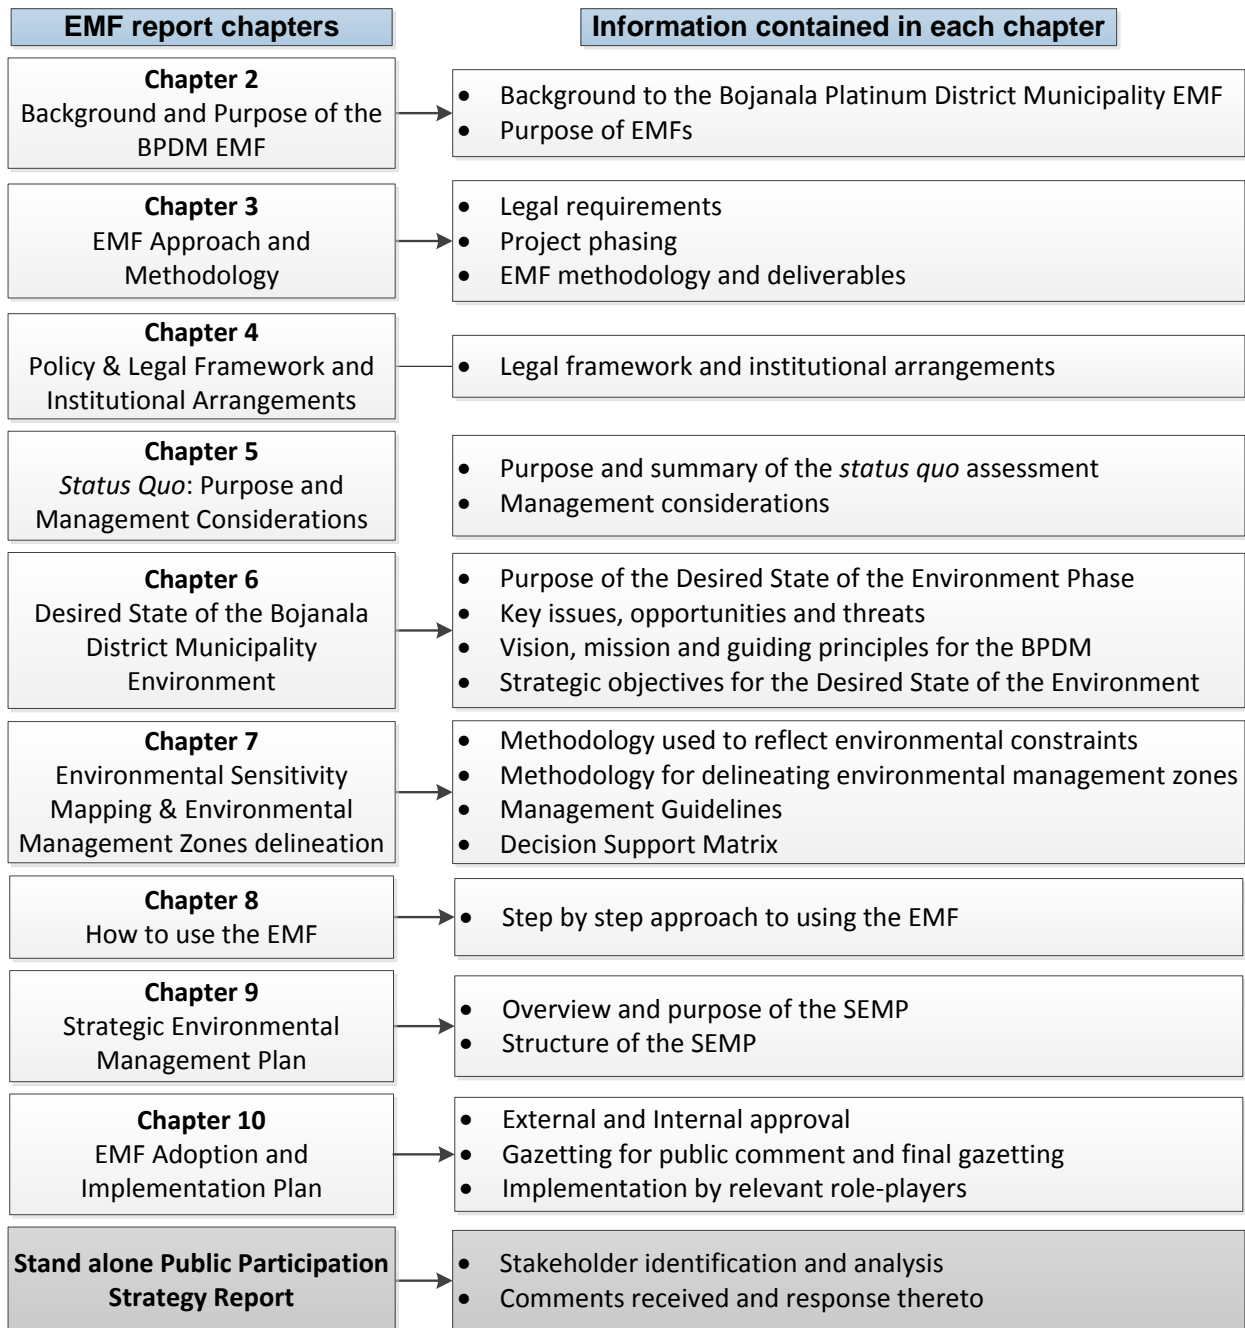 EMF report chapters
Information contained in each chapter
Chapter 2
Background and Purpose of the
BPDM EMF
• Background to the Bojanala Platinum District Municipality EMF
• Purpose of EMFs
Chapter 3
EMF Approach and
Methodology
• Legal requirements
• Project phasing
• EMF methodology and deliverables
Chapter 4
Policy & Legal Framework and
Institutional Arrangements
• Legal framework and institutional arrangements
Chapter 5
Status Quo: Purpose and
Management Considerations
• Purpose and summary of the status quo assessment
• Management considerations
Chapter 6
Desired State of the Bojanala
District Municipality
Environment
• Purpose of the Desired State of the Environment Phase
• Key issues, opportunities and threats
• Vision, mission and guiding principles for the BPDM
• Strategic objectives for the Desired State of the Environment
Chapter 7
Environmental Sensitivity
Mapping & Environmental
Management Zones delineation
• Methodology used to reflect environmental constraints
• Methodology for delineating environmental management zones
• Management Guidelines
• Decision Support Matrix
Chapter 8
How to use the EMF
• Step by step approach to using the EMF
Chapter 9
Strategic Environmental
Management Plan
• Overview and purpose of the SEMP
• Structure of the SEMP
Chapter 10
EMF Adoption and
Implementation Plan
• External and Internal approval
• Gazetting for public comment and final gazetting
• Implementation by relevant role-players
Stand alone Public Participation
Strategy Report
• Stakeholder identification and analysis
• Comments received and response thereto